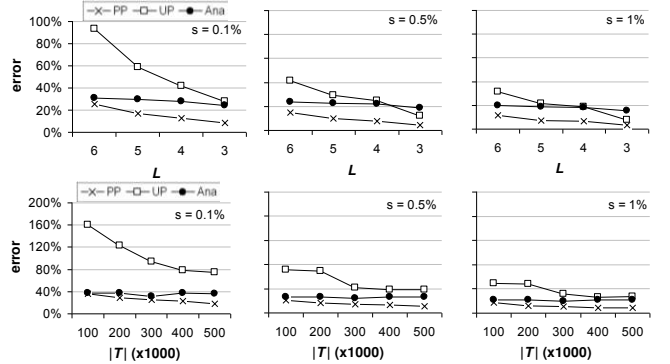 PP UP Ana
100%
80%
60%
40%
20%
0%
error
s = 0.1%
s = 0.5%
s = 1%
6 5 4 3
6 5 4 3
6 5 4 3
L
L
L
PP UP Ana
200%
160%
120%
80%
40%
0%
error
s = 0.1%
s = 0.5%
s = 1%
100 200 300 400 500
100 200 300 400 500
100 200 300 400 500
|T| (x1000)
|T| (x1000)
|T| (x1000)